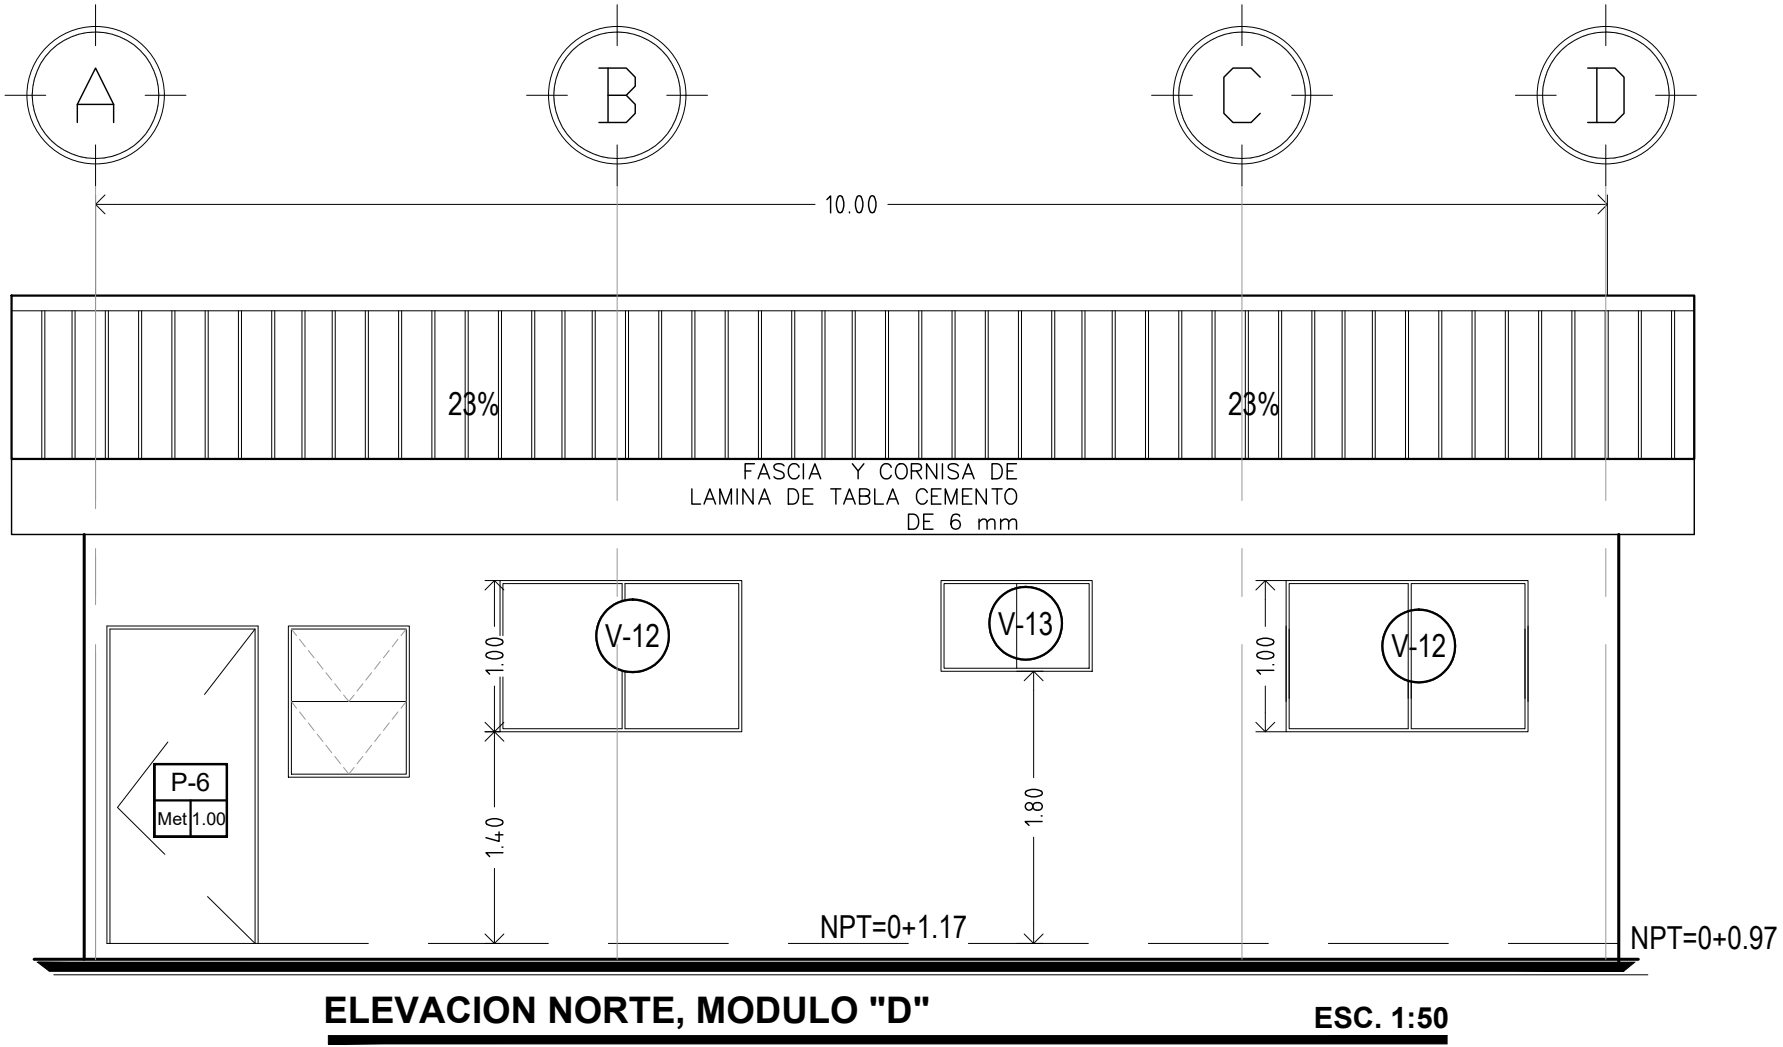 A
B
C
D
10.00
23%
23%
FASCIA Y CORNISA DE
LAMINA DE TABLA CEMENTO
DE 6 mm
1.00
V-12
V-13
1.00
V-12
P-6
Met 1.00
1.40
1.80
NPT=0+1.17
NPT=0+0.97
ELEVACION NORTE, MODULO "D"
ESC. 1:50